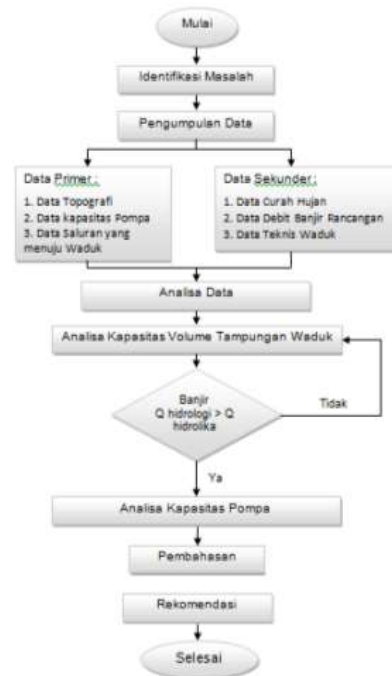 Mulai
Identifikasi Masalah
Pengumpulan Data
Data Primer :
1. Data Topografi
2. Data kapasitas Pompa
3. Data Saluran yang
menuju Waduk
Data Sekunder :
1. Data Curah Hujan
2. Data Debit Banjir Rancangan
3. Data Teknis Waduk
Analisa Data
Analisa Kapasitas Volume Tampungan Waduk
Banjir
Q hidrologi > Q
hidrolika
Tidak
Ya
Analisa Kapasitas Pompa
Pembahasan
Rekomendasi
Selesai